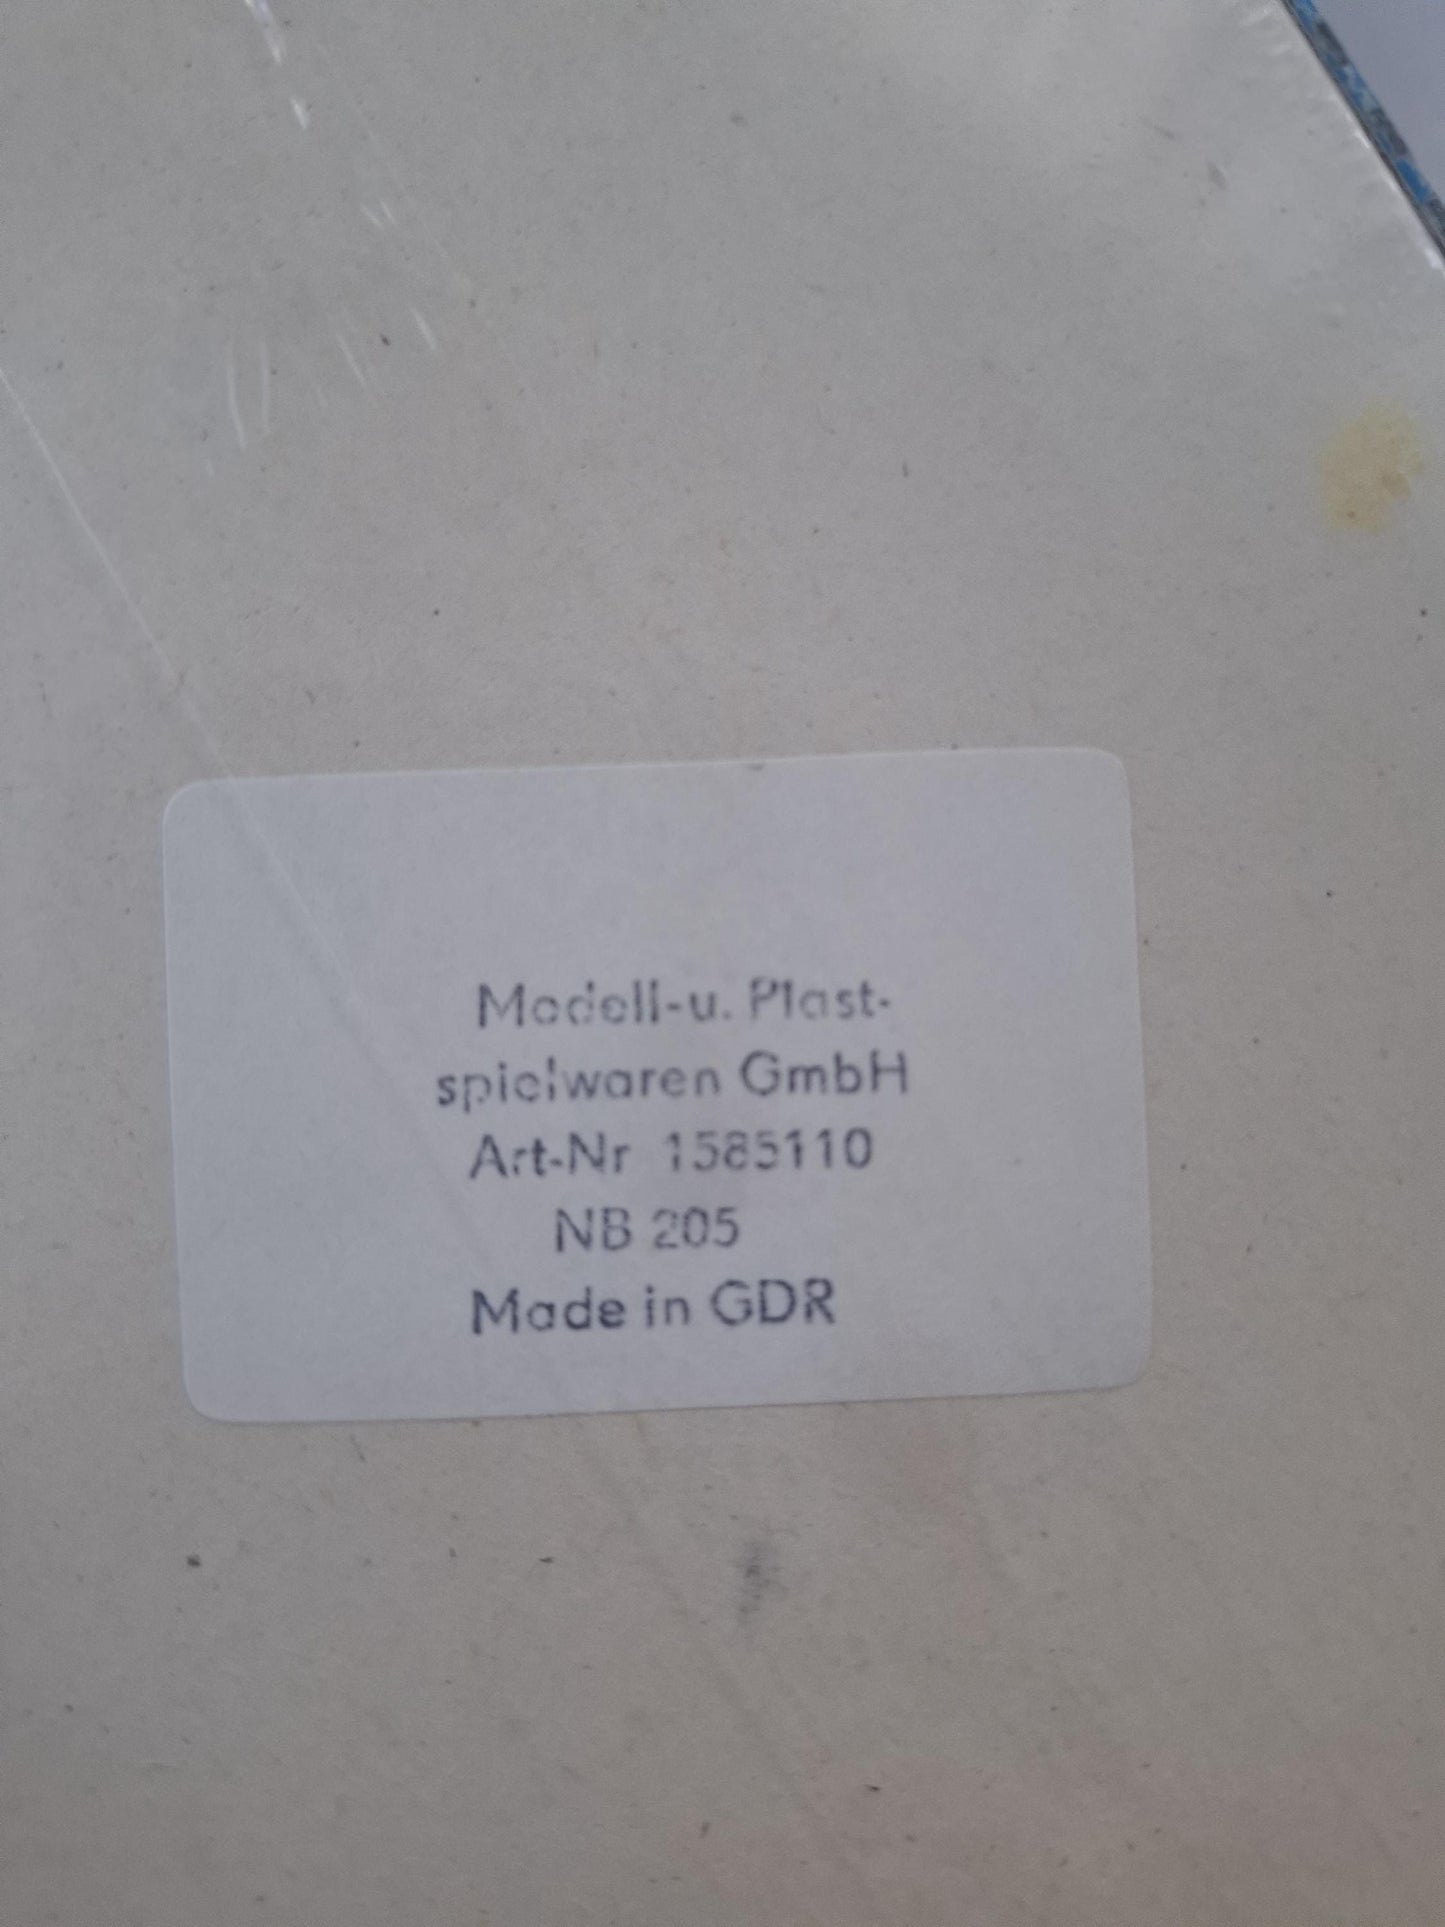 Modell-u. Plast-
spielwaren GmbH
Art-Nr 1585110
NB 205
Made in GDR